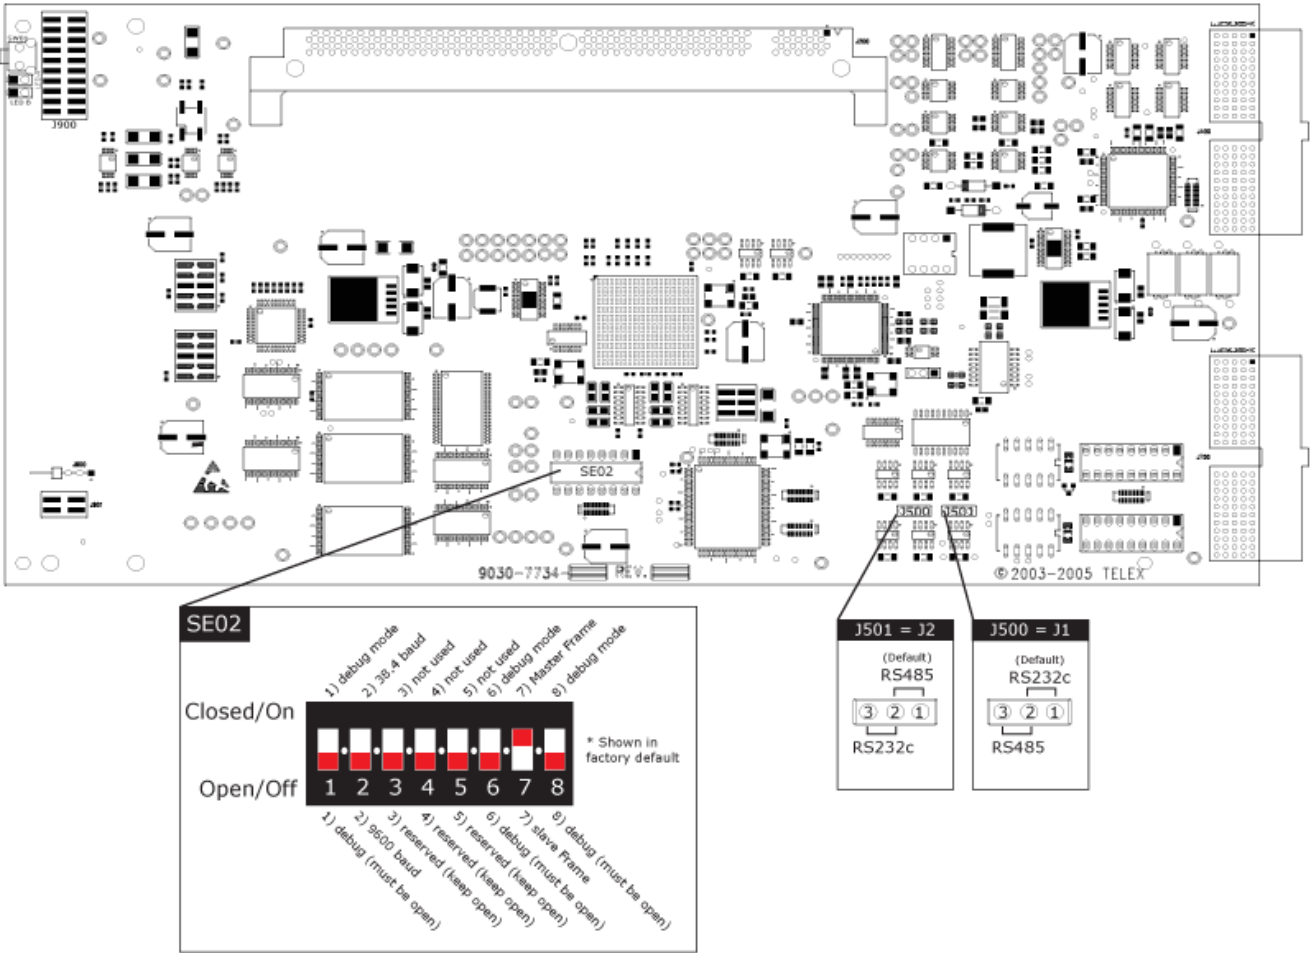 J900
SE02
J500
J501
9030-7734-
REV.
©2003-2005 TELEX
SE02
1) debug mode
2) 38.4 baud
3) not used
4) not used
5) not used
6) debug mode
7) Master Frame
8) debug mode
Closed/On
* Shown in
factory default
Open/Off
1 2 3 4 5 6 7 8
1) debug (must be open)
2) 9600 baud
3) reserved (keep open)
4) reserved (keep open)
5) reserved (keep open)
6) debug (must be open)
7) slave Frame
8) debug (must be open)
J501 = J2
(Default)
RS485
3 2 1
RS232c
J500 = J1
(Default)
RS232c
3 2 1
RS485